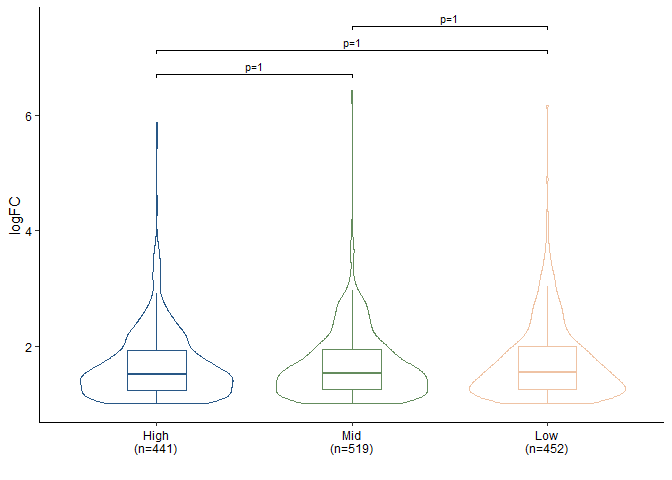 p=1
p=1
p=1
6
4
2
logFC
High
(n=441)
Mid
(n=519)
Low
(n=452)